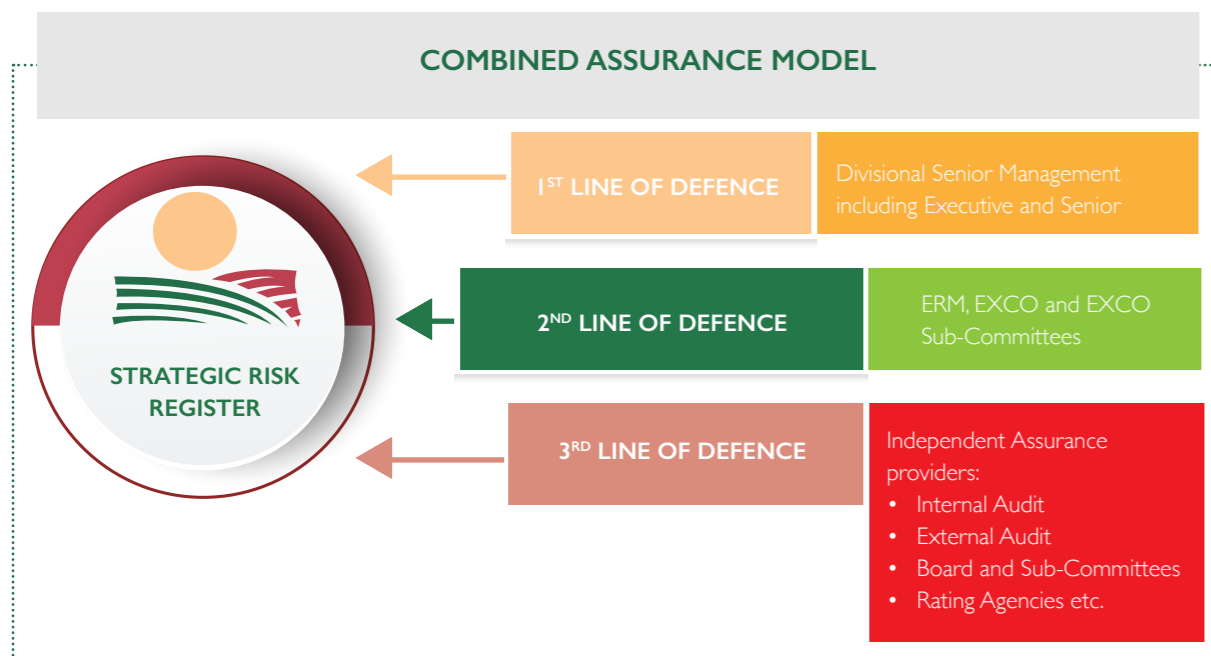 COMBINED ASSURANCE MODEL
STRATEGIC RISK
REGISTER
1ST LINE OF DEFENCE
Divisional Senior Management
including Executive and Senior
2ND LINE OF DEFENCE
ERM, EXCO and EXCO
Sub-Committees
3RD LINE OF DEFENCE
Independent Assurance
providers:
• Internal Audit
• External Audit
• Board and Sub-Committees
• Rating Agencies etc.